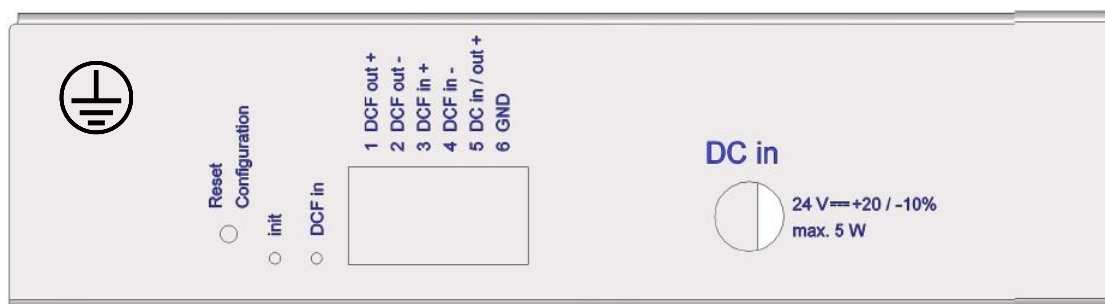 Reset
Configuration
init
DCF in
1 DCF out +
2 DCF out -
3 DCF in +
4 DCF in -
5 DC in / out +
6 GND
DC in
24 V⎓+20 / -10%
max. 5 W